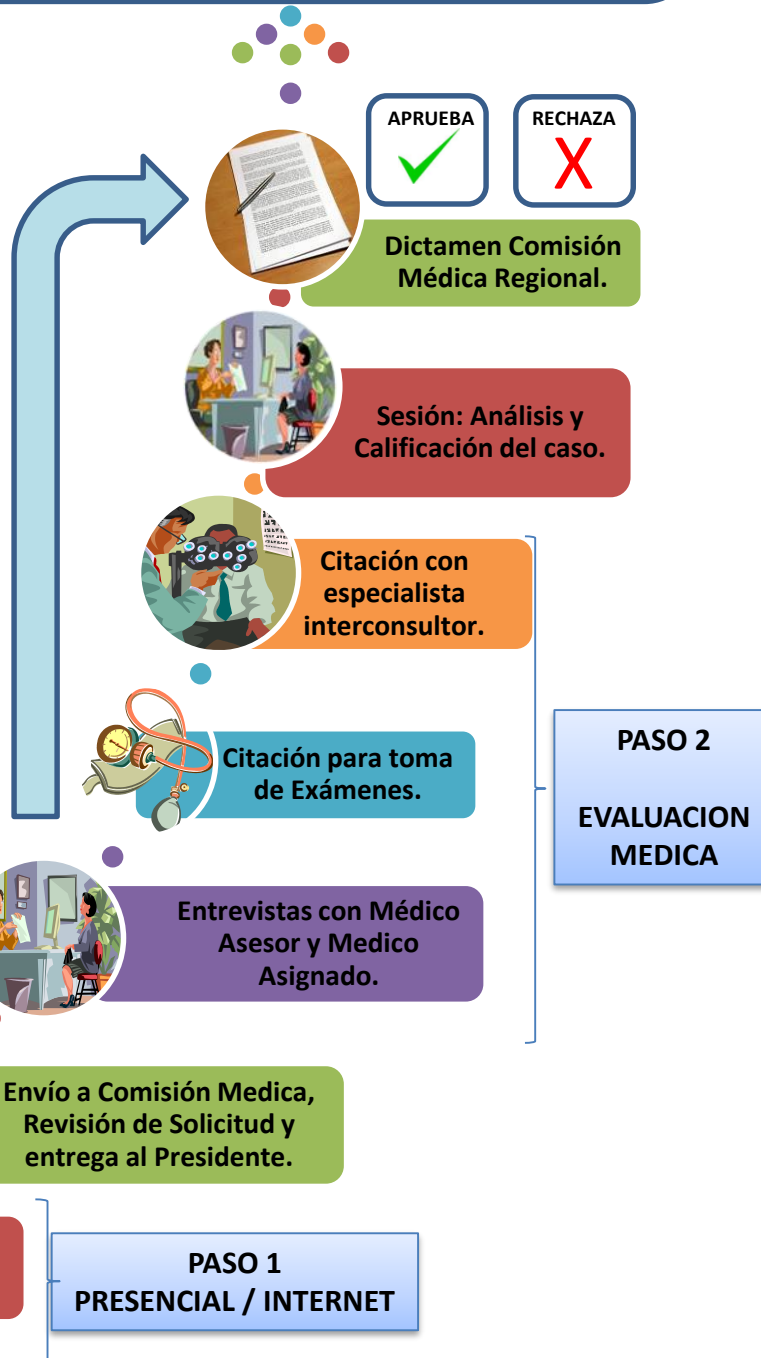 APRUEBA
RECHAZA
X
Dictamen Comisión
Médica Regional.
Sesión: Análisis y
Calificación del caso.
Citación con
especialista
interconsultor.
Citación para toma
de Exámenes.
PASO 2
EVALUACION
MEDICA
Entrevistas con Médico
Asesor y Medico
Asignado.
Envío a Comisión Medica,
Revisión de Solicitud y
entrega al Presidente.
PASO 1
PRESENCIAL / INTERNET